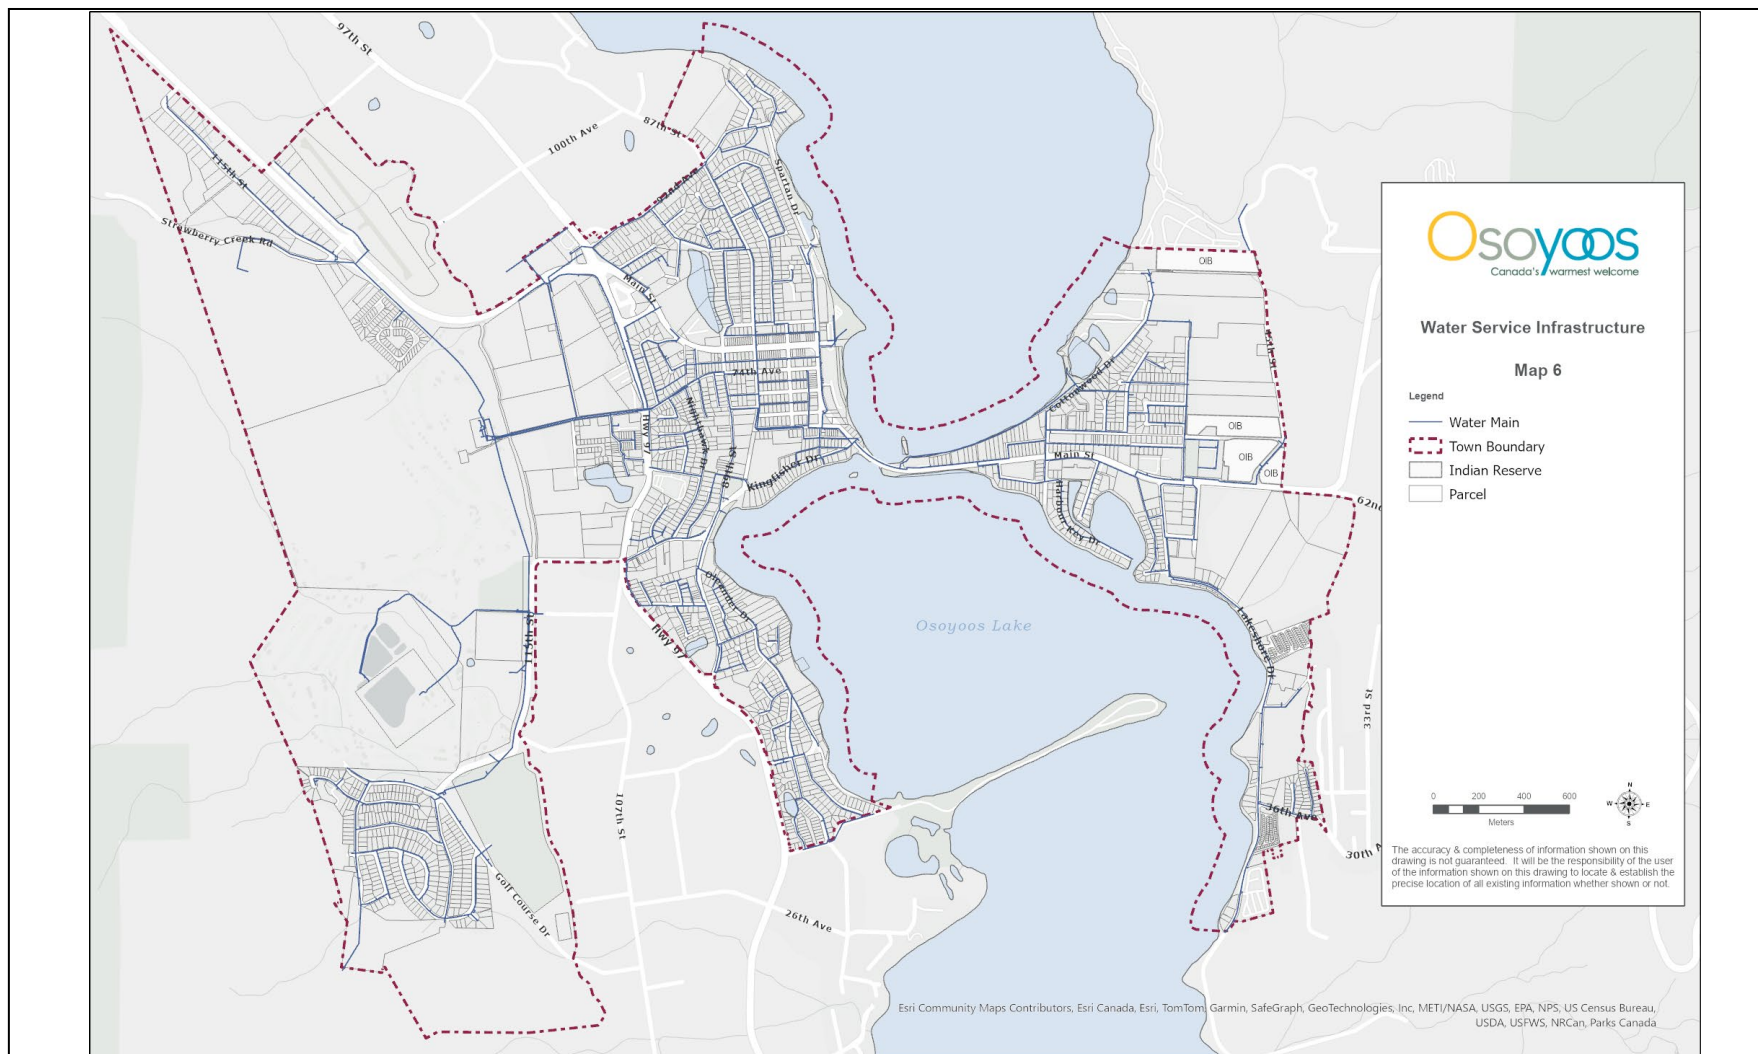 97th St
87th St
100th Ave
92nd Ave
Spartan Dr
115th St
Strawberry Creek Rd
Main St
74th Ave
Nighthawk Dr
HWY 97
89th St
Kingfisher Dr
Cottonwood Dr
45th St
OIB
OIB
OIB
OIB
Main St
62nd
Harbour Key Dr
Oleander Dr
HWY 97
115th St
Osoyoos Lake
Lakeshore Dr
33rd St
107th St
36th Ave
30th A
Golf Course Dr
26th Ave
Osoyoos
Canada's warmest welcome
Water Service Infrastructure
Map 6
Legend
Water Main
Town Boundary
Indian Reserve
Parcel
0 200 400 600
Meters
N
W E
S
The accuracy & completeness of information shown on this
drawing is not guaranteed. It will be the responsibility of the user
of the information shown on this drawing to locate & establish the
precise location of all existing information whether shown or not.
Esri Community Maps Contributors, Esri Canada, Esri, TomTom, Garmin, SafeGraph, GeoTechnologies, Inc, METI/NASA, USGS, EPA, NPS, US Census Bureau,
USDA, USFWS, NRCan, Parks Canada